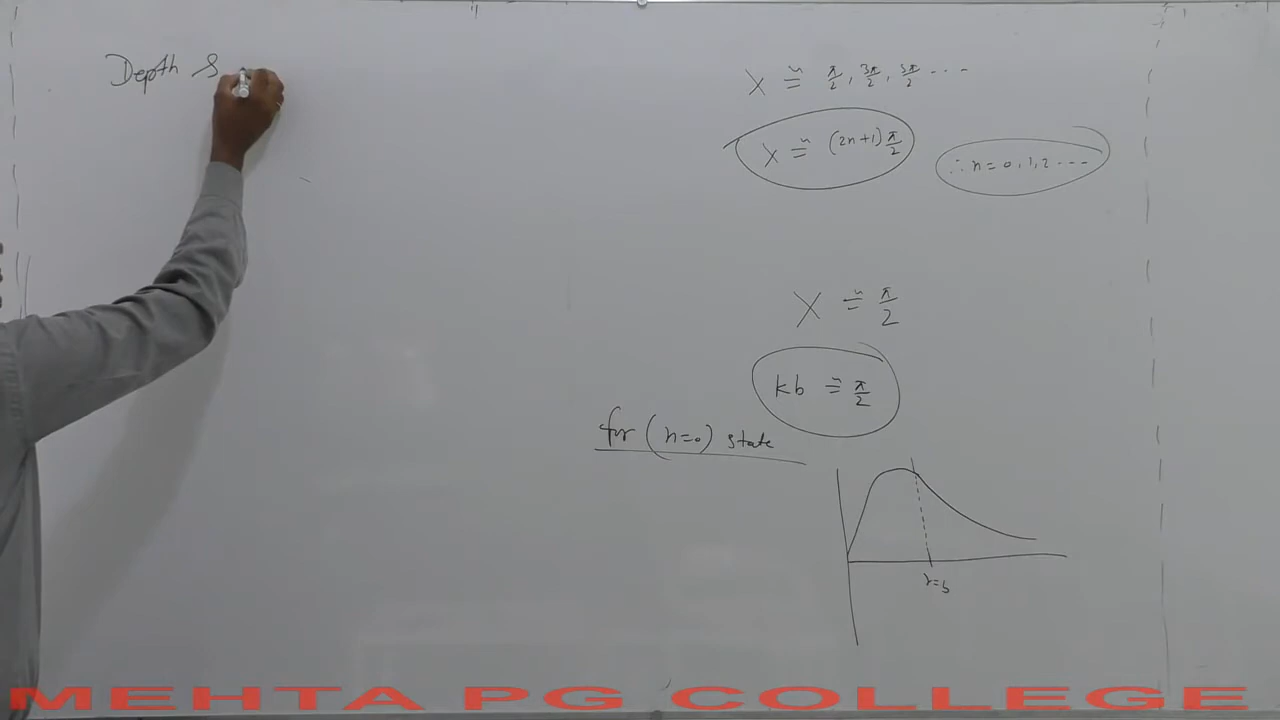 Depth S
X ≅ π/2, 3π/2, 5π/2 ...
X ≅ (2n+1) π/2
∴ n = 0, 1, 2 ...
X ≅ π/2
kb ≅ π/2
for (n=0) state
r=b
MEHTA PG COLLEGE